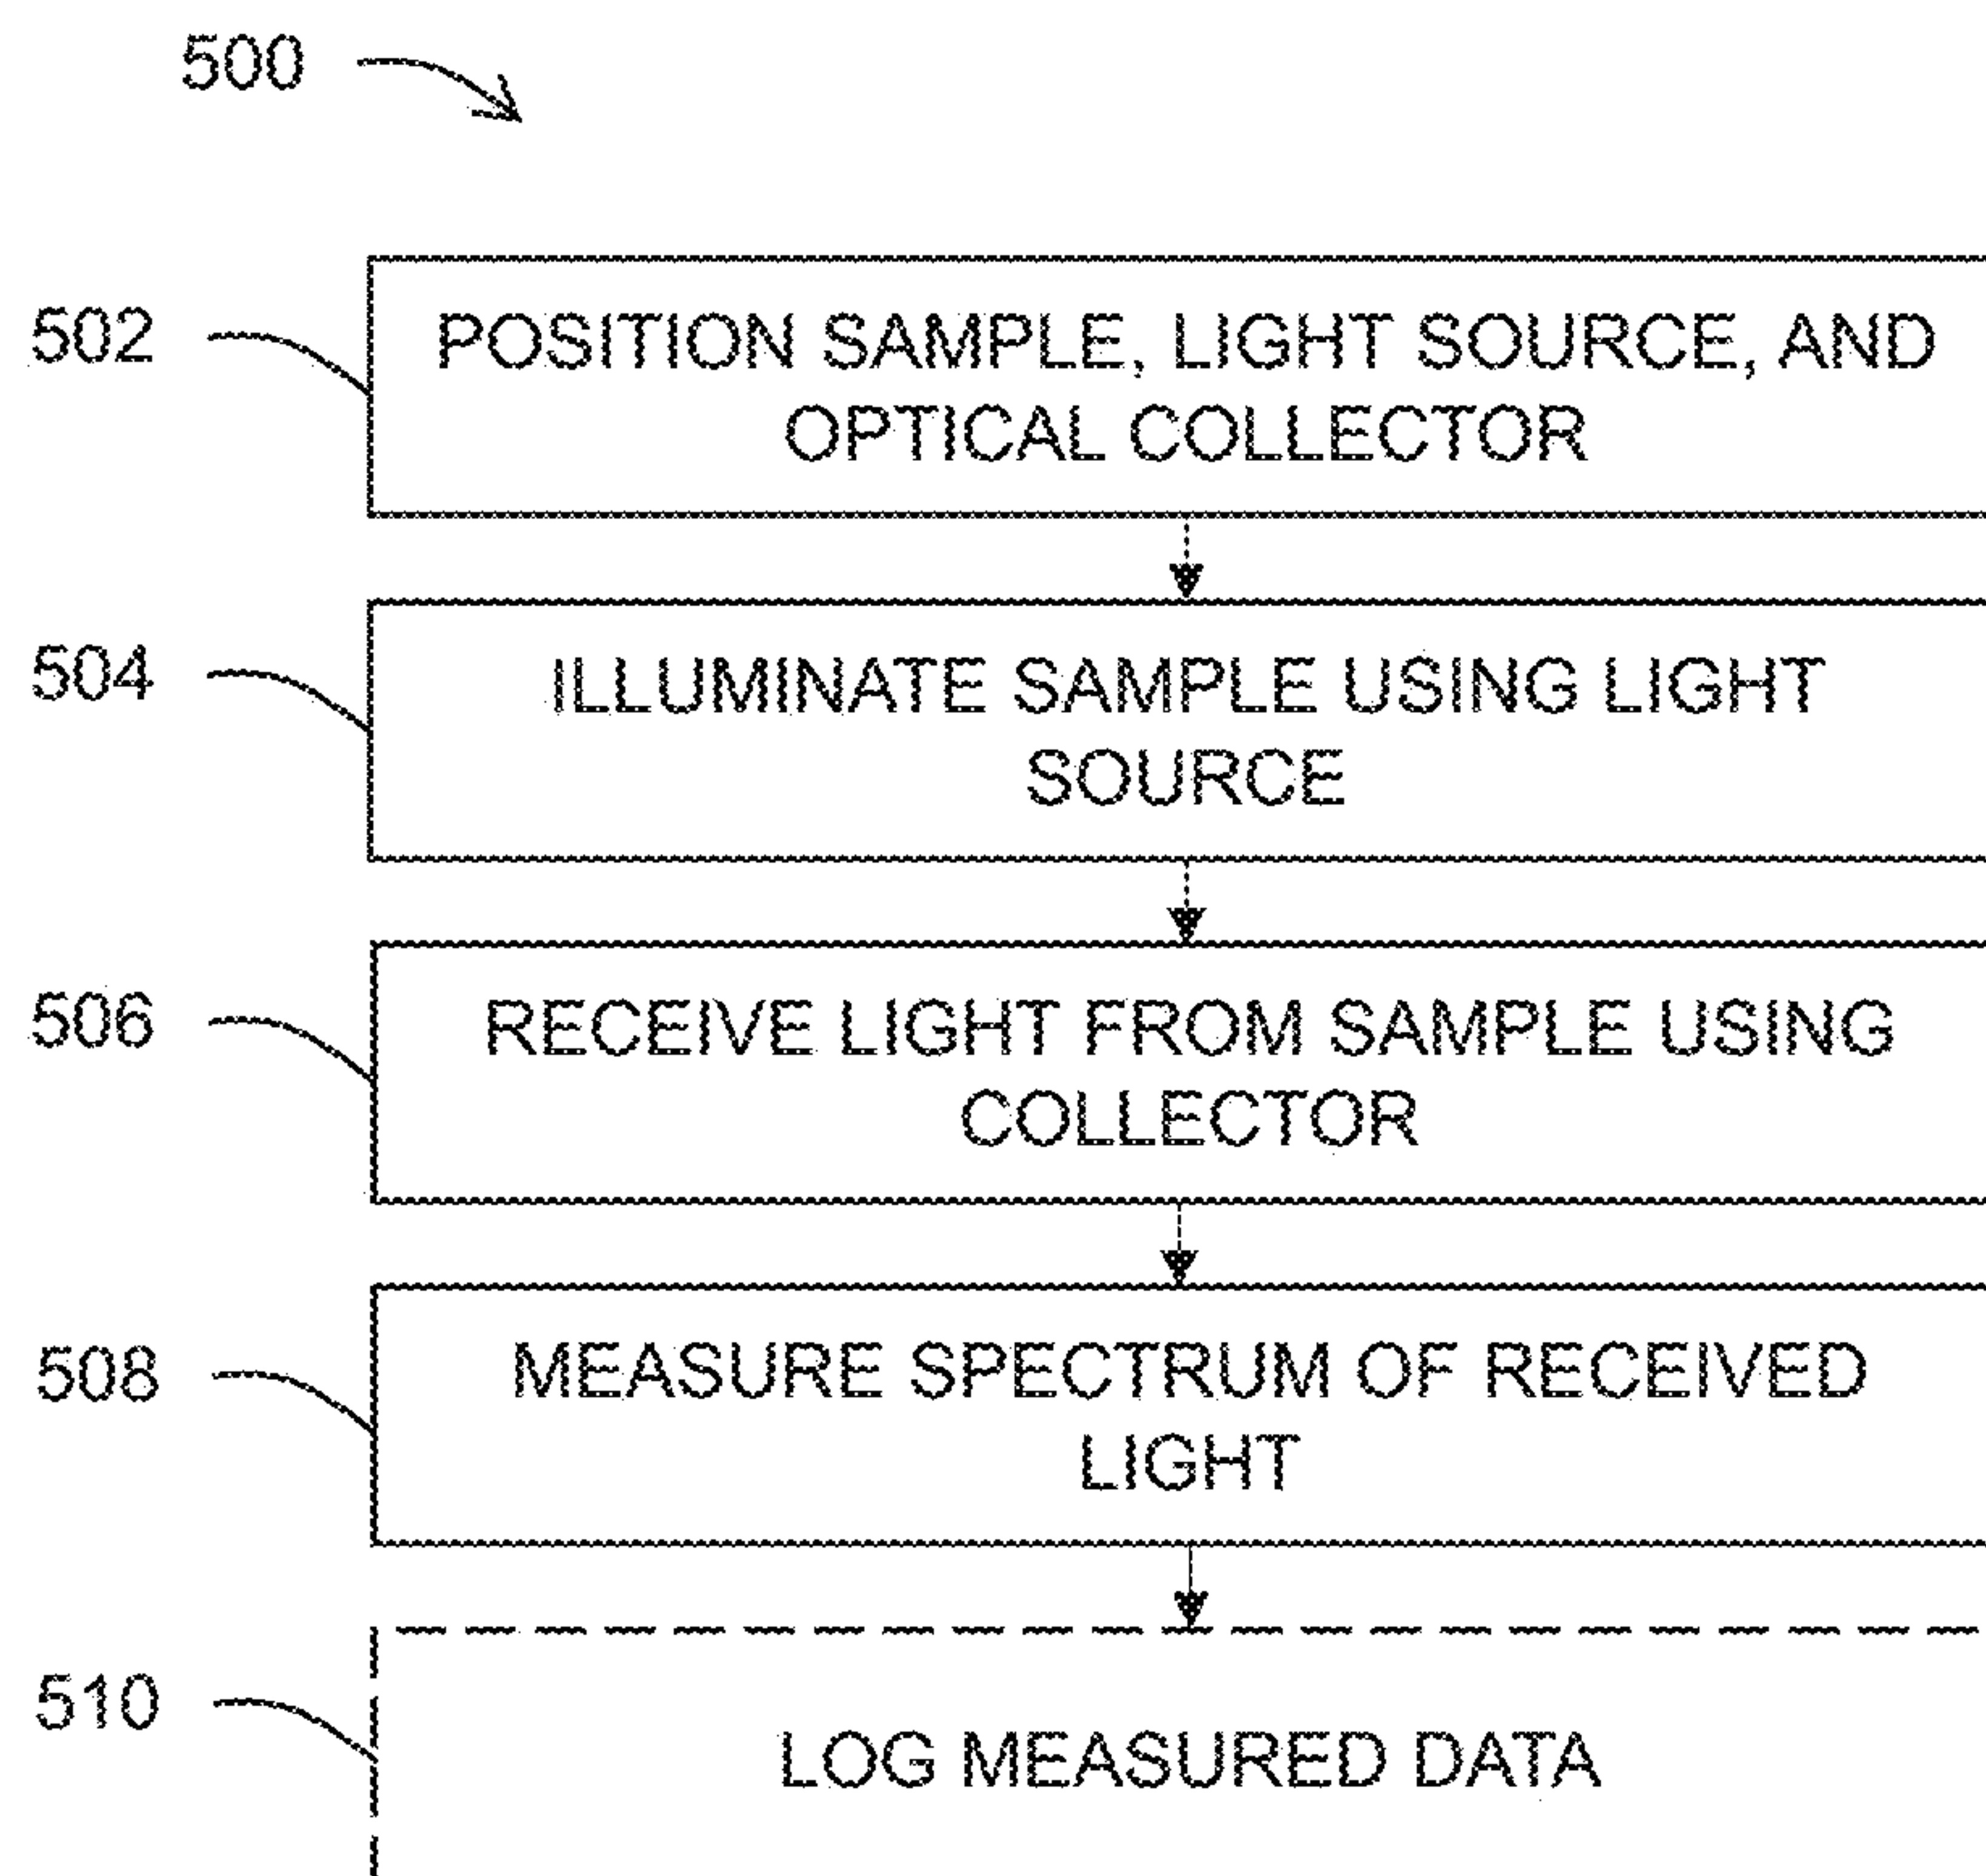 500
502
POSITION SAMPLE, LIGHT SOURCE, AND
OPTICAL COLLECTOR
504
ILLUMINATE SAMPLE USING LIGHT
SOURCE
506
RECEIVE LIGHT FROM SAMPLE USING
COLLECTOR
508
MEASURE SPECTRUM OF RECEIVED
LIGHT
510
LOG MEASURED DATA